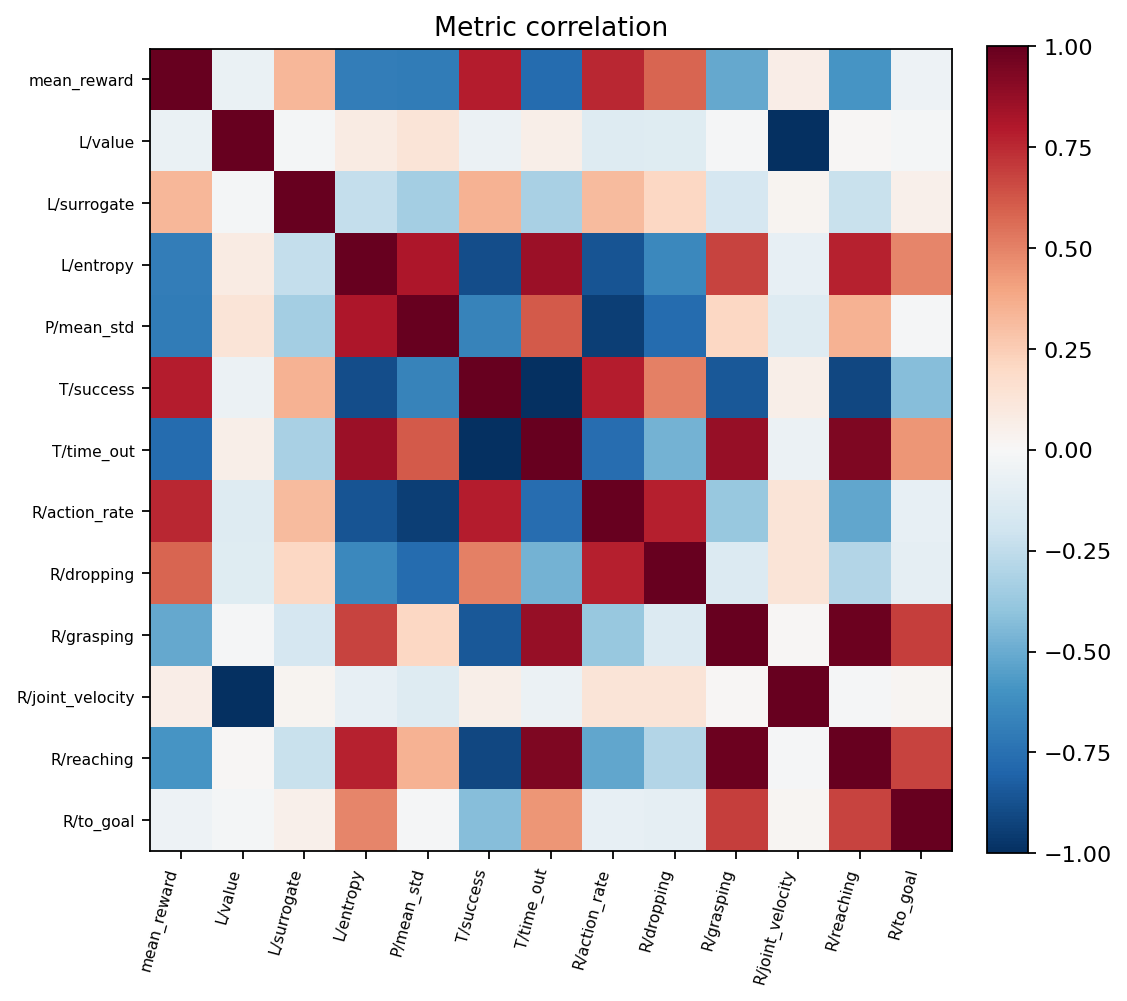 Metric correlation
mean_reward
L/value
L/surrogate
L/entropy
P/mean_std
T/success
T/time_out
R/action_rate
R/dropping
R/grasping
R/joint_velocity
R/reaching
R/to_goal
mean_reward
L/value
L/surrogate
L/entropy
P/mean_std
T/success
T/time_out
R/action_rate
R/dropping
R/grasping
R/joint_velocity
R/reaching
R/to_goal
1.00
0.75
0.50
0.25
0.00
−0.25
−0.50
−0.75
−1.00